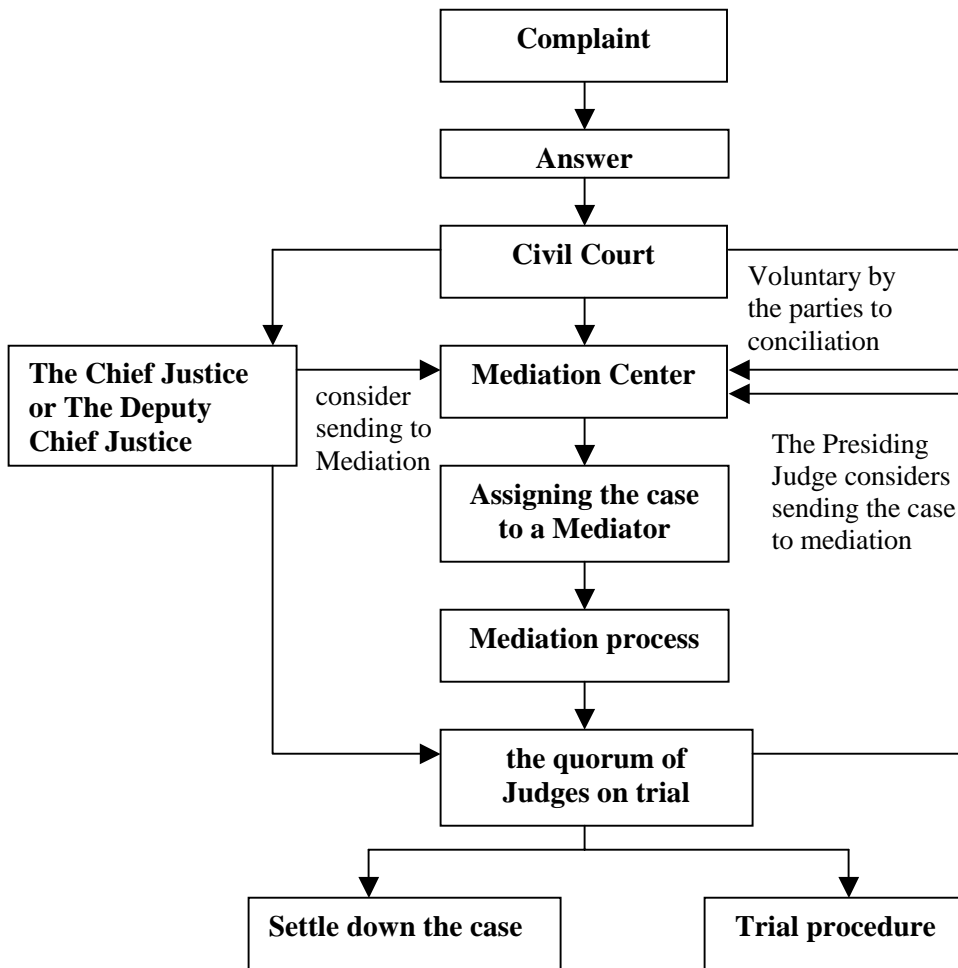 Complaint
Answer
Civil Court
Voluntary by
the parties to
conciliation
The Chief Justice
or The Deputy
Chief Justice
consider
sending to
Mediation
Mediation Center
The Presiding
Judge considers
sending the case
to mediation
Assigning the case
to a Mediator
Mediation process
the quorum of
Judges on trial
Settle down the case
Trial procedure